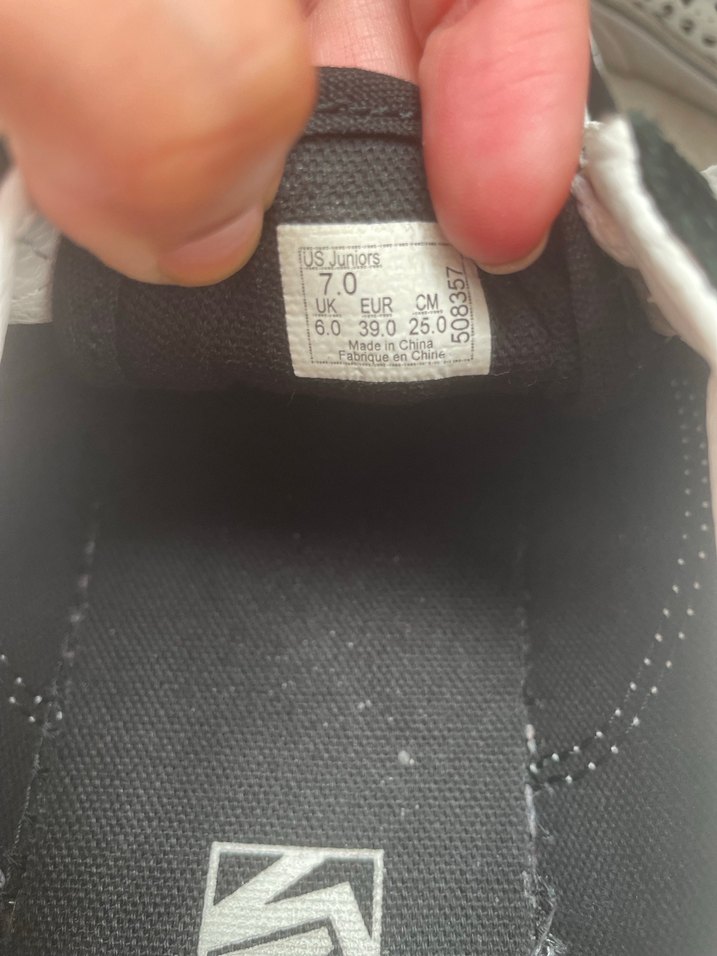 US Juniors
7.0
UK EUR CM
6.0 39.0 25.0
Made in China
Fabrique en Chine
508357